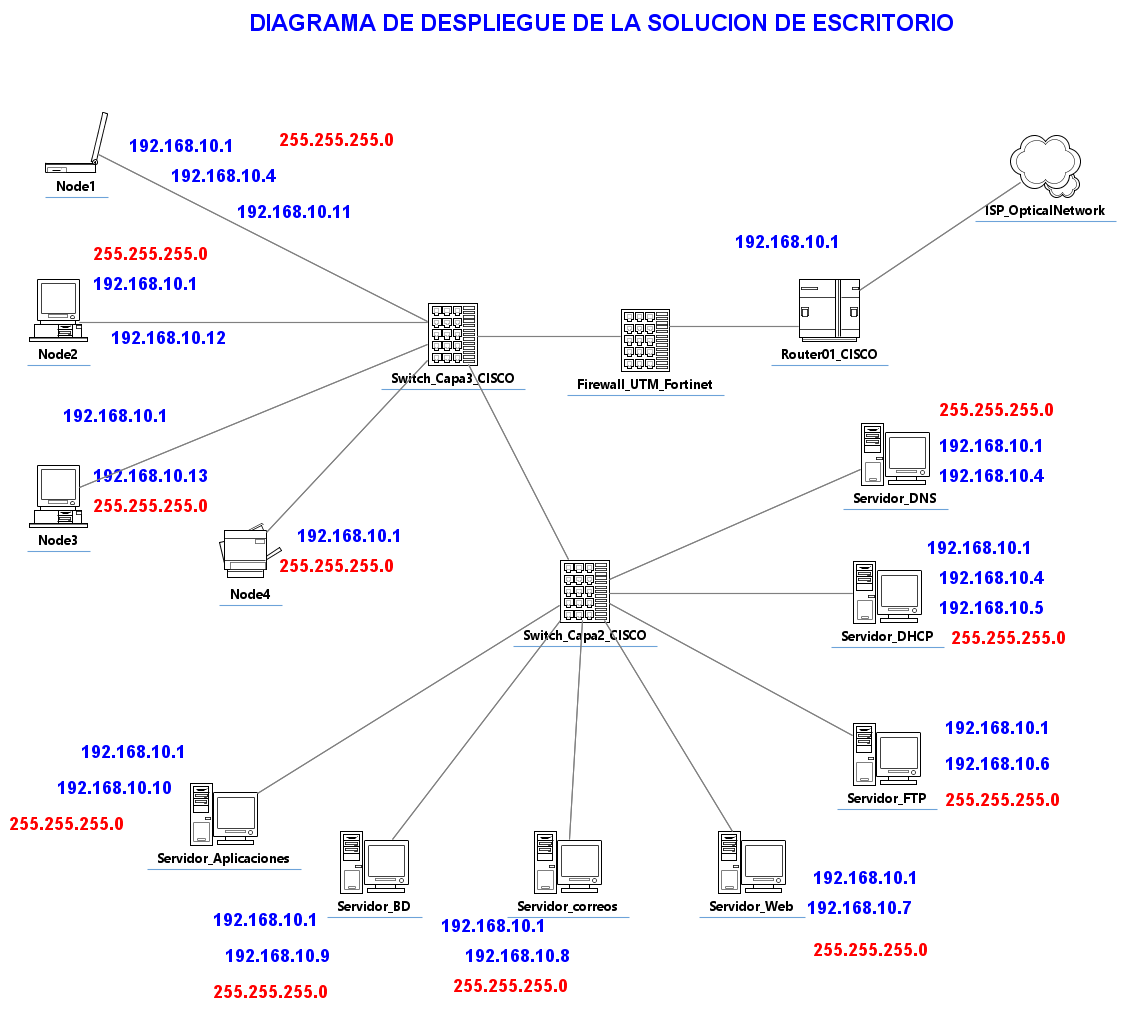 DIAGRAMA DE DESPLIEGUE DE LA SOLUCION DE ESCRITORIO
192.168.10.1
255.255.255.0
192.168.10.4
Node1
192.168.10.11
ISP_OpticalNetwork
192.168.10.1
255.255.255.0
192.168.10.1
192.168.10.12
Node2
Router01_CISCO
Switch_Capa3_CISCO
Firewall_UTM_Fortinet
192.168.10.1
192.168.10.13
255.255.255.0
Node3
255.255.255.0
192.168.10.1
192.168.10.4
Servidor_DNS
192.168.10.1
255.255.255.0
Node4
192.168.10.1
192.168.10.4
192.168.10.5
Servidor_DHCP
255.255.255.0
Switch_Capa2_CISCO
192.168.10.1
192.168.10.6
Servidor_FTP
255.255.255.0
192.168.10.1
192.168.10.10
255.255.255.0
Servidor_Aplicaciones
Servidor_BD
192.168.10.1
192.168.10.9
255.255.255.0
Servidor_correos
192.168.10.1
192.168.10.8
255.255.255.0
192.168.10.1
Servidor_Web
192.168.10.7
255.255.255.0